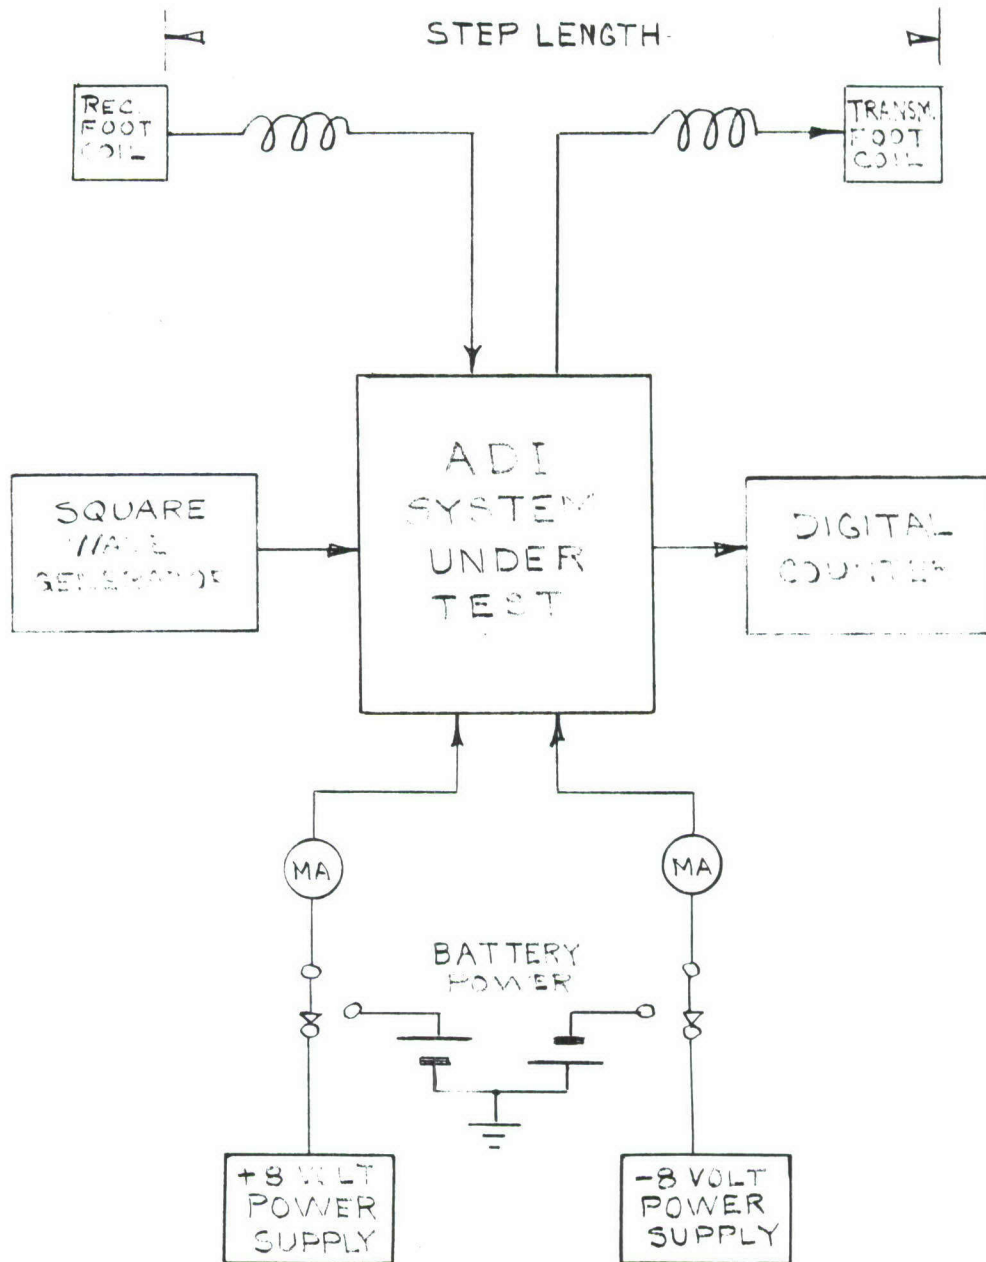 STEP LENGTH
REC.
FOOT
COIL
TRANSM.
FOOT
COIL
ADI
SYSTEM
UNDER
TEST
SQUARE
WAVE
GENERATOR
DIGITAL
COUNTER
MA
MA
BATTERY
POWER
+8 VOLT
POWER
SUPPLY
-8 VOLT
POWER
SUPPLY